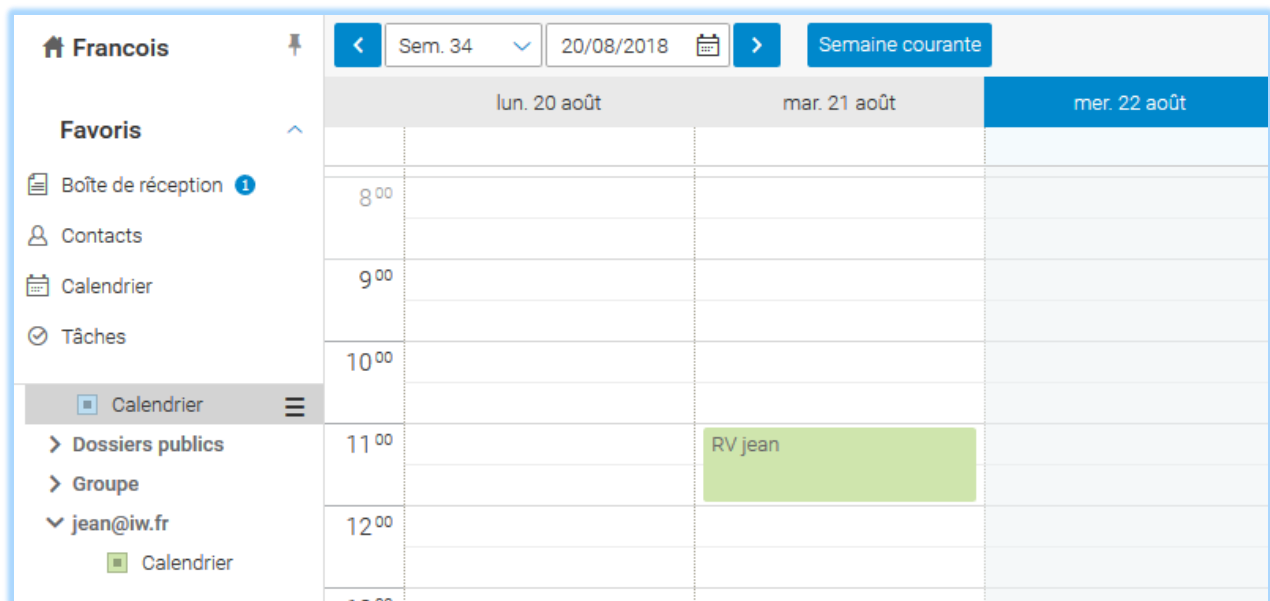 Francois
Sem. 34 20/08/2018 Semaine courante
lun. 20 août mar. 21 août mer. 22 août
Favoris
Boîte de réception 1
Contacts
Calendrier
Tâches
Calendrier
Dossiers publics
Groupe
jean@iw.fr
Calendrier
8 00
9 00
10 00
11 00 RV jean
12 00